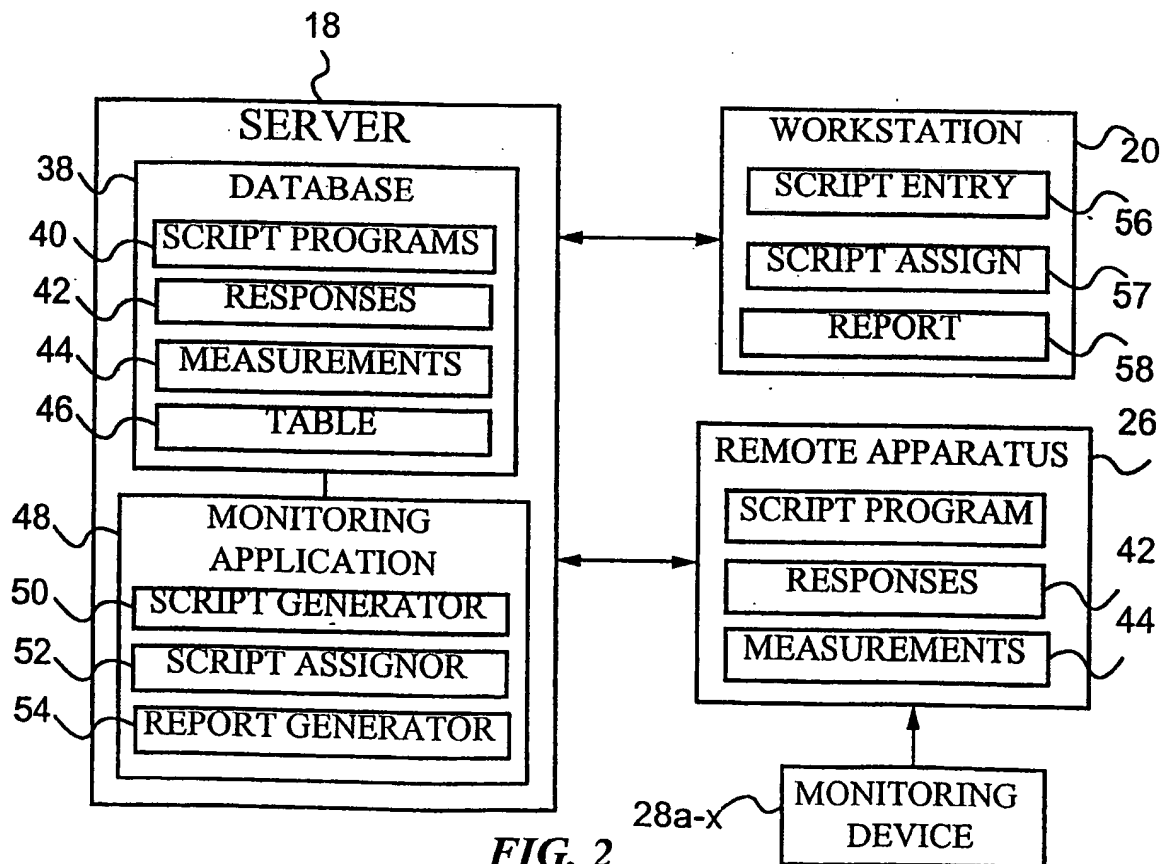 18
SERVER
38
DATABASE
40
SCRIPT PROGRAMS
42
RESPONSES
44
MEASUREMENTS
46
TABLE
48
MONITORING
APPLICATION
50
SCRIPT GENERATOR
52
SCRIPT ASSIGNOR
54
REPORT GENERATOR
WORKSTATION
20
SCRIPT ENTRY
56
SCRIPT ASSIGN
57
REPORT
58
26
REMOTE APPARATUS
SCRIPT PROGRAM
42
RESPONSES
44
MEASUREMENTS
28a-x
MONITORING
DEVICE
FIG. 2